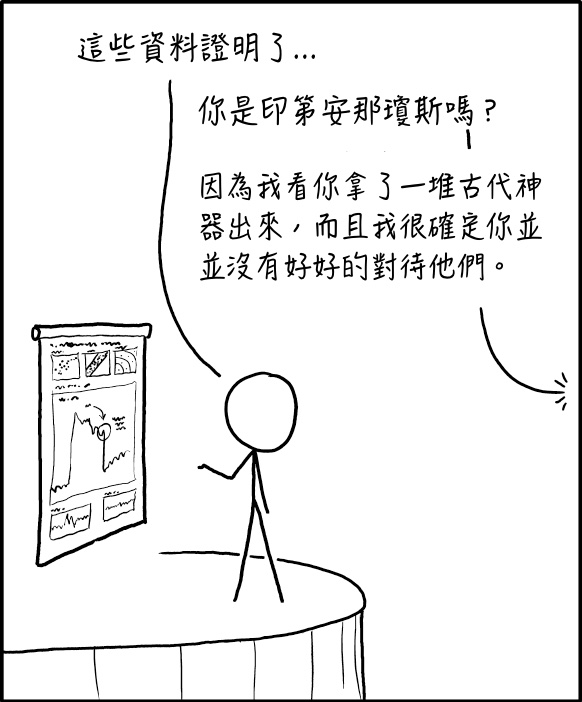 這些資料證明了...
你是印第安那瓊斯嗎？
因為我看你拿了一堆古代神
器出來，而且我很確定你並
並沒有好好的對待他們。